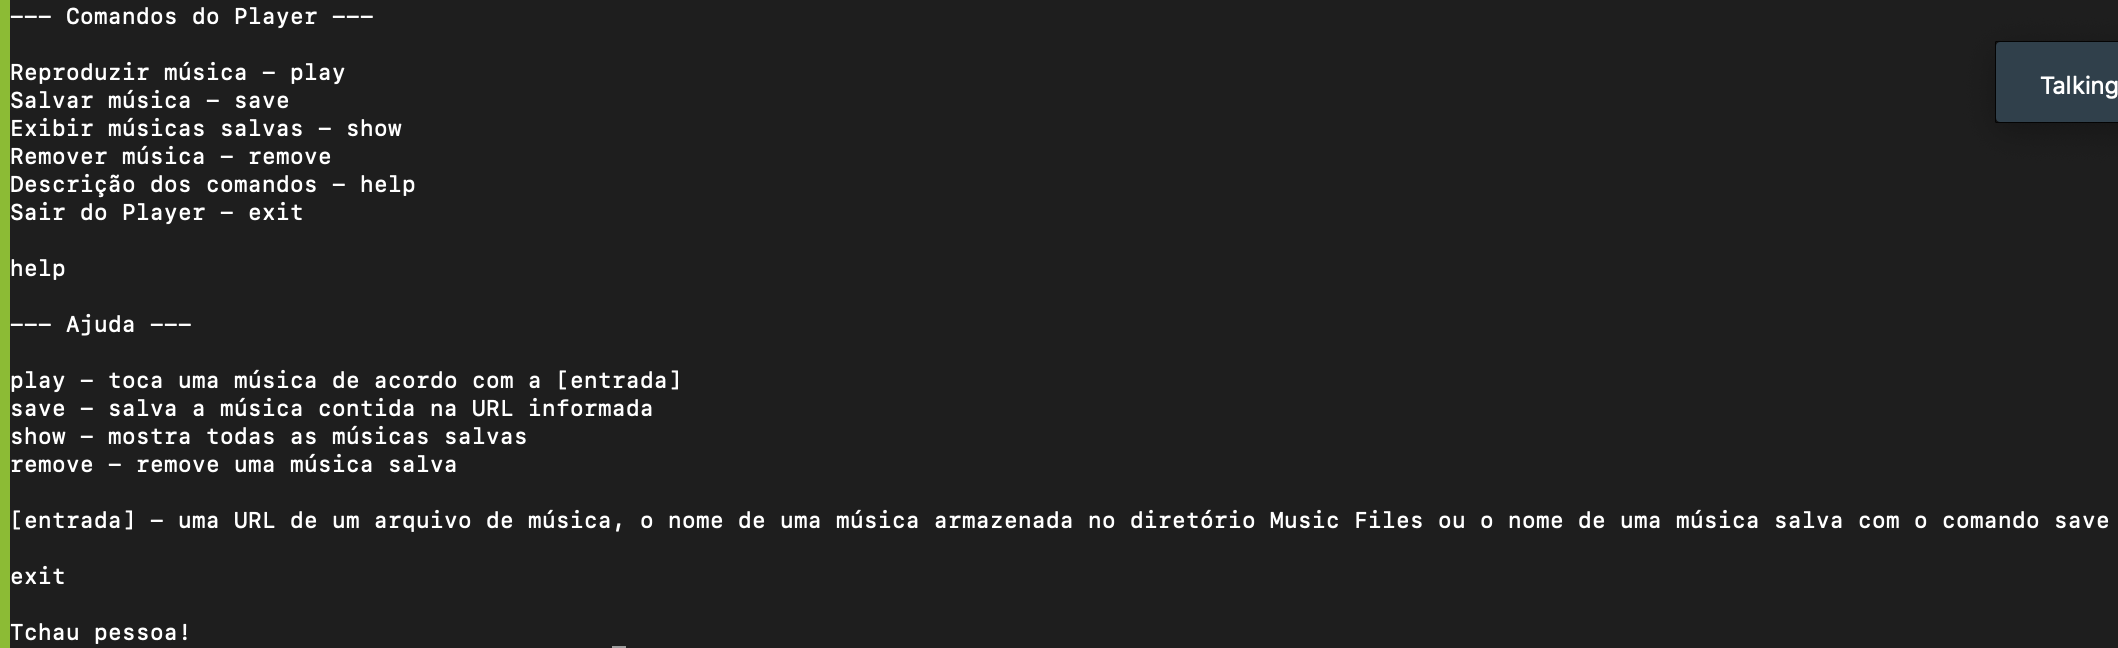 --- Comandos do Player ---
Reproduzir música - play
Salvar música - save
Exibir músicas salvas - show
Remover música - remove
Descrição dos comandos - help
Sair do Player - exit
help
--- Ajuda ---
play - toca uma música de acordo com a [entrada]
save - salva a música contida na URL informada
show - mostra todas as músicas salvas
remove - remove uma música salva
[entrada] - uma URL de um arquivo de música, o nome de uma música armazenada no diretório Music Files ou o nome de uma música salva com o comando save
exit
Tchau pessoa!
Talking